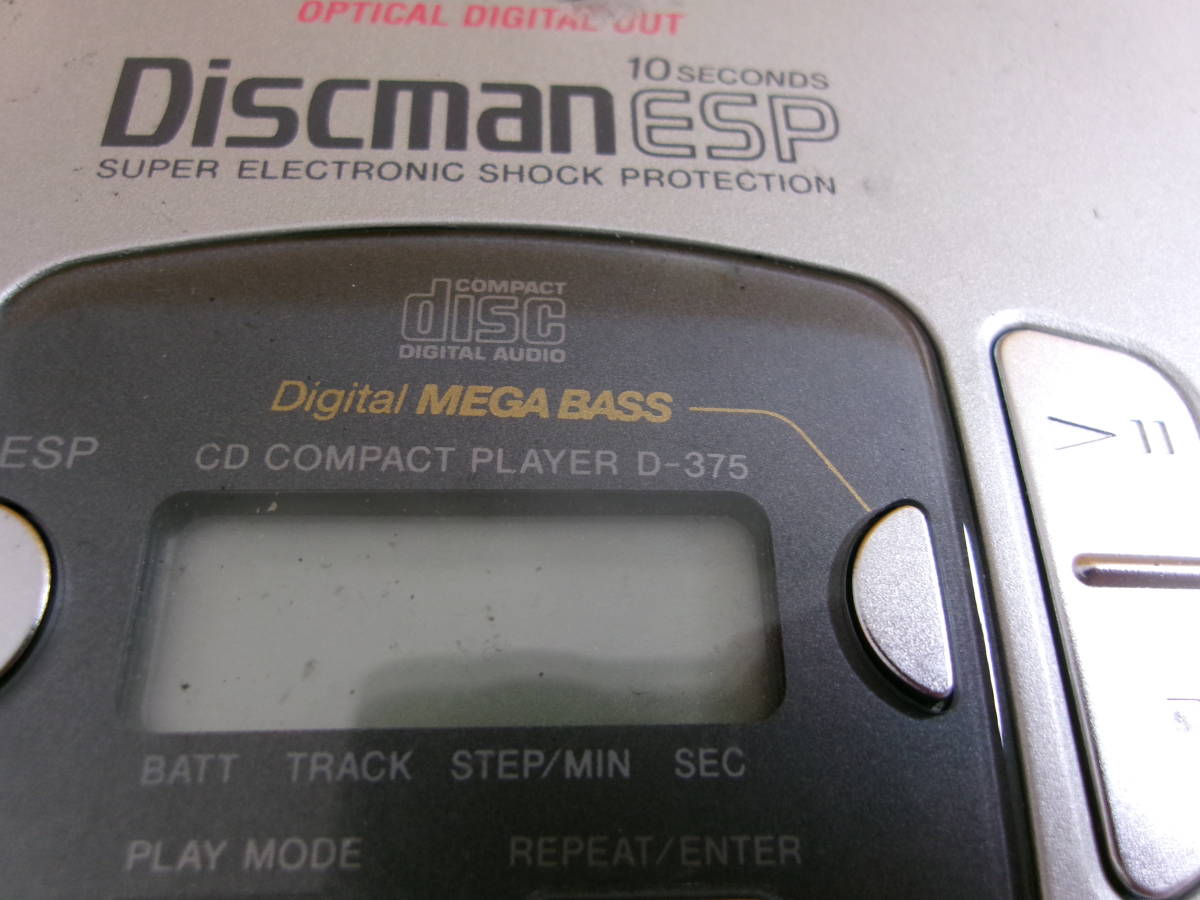 OPTICAL DIGITAL OUT
Discman 10 SECONDS ESP
SUPER ELECTRONIC SHOCK PROTECTION
COMPACT
disc
DIGITAL AUDIO
Digital MEGA BASS
ESP
CD COMPACT PLAYER D-375
BATT TRACK STEP/MIN SEC
PLAY MODE REPEAT/ENTER